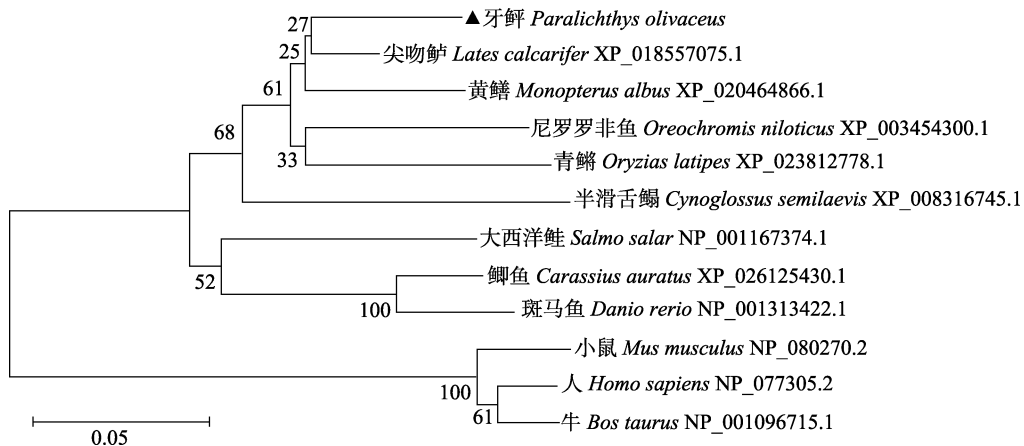 ▲牙鲆 Paralichthys olivaceus
27
尖吻鲈 Lates calcarifer XP_018557075.1
25
黄鳝 Monopterus albus XP_020464866.1
61
尼罗罗非鱼 Oreochromis niloticus XP_003454300.1
68
33
青鳉 Oryzias latipes XP_023812778.1
半滑舌鳎 Cynoglossus semilaevis XP_008316745.1
大西洋鲑 Salmo salar NP_001167374.1
52
鲫鱼 Carassius auratus XP_026125430.1
100
斑马鱼 Danio rerio NP_001313422.1
小鼠 Mus musculus NP_080270.2
100
人 Homo sapiens NP_077305.2
61
牛 Bos taurus NP_001096715.1
0.05